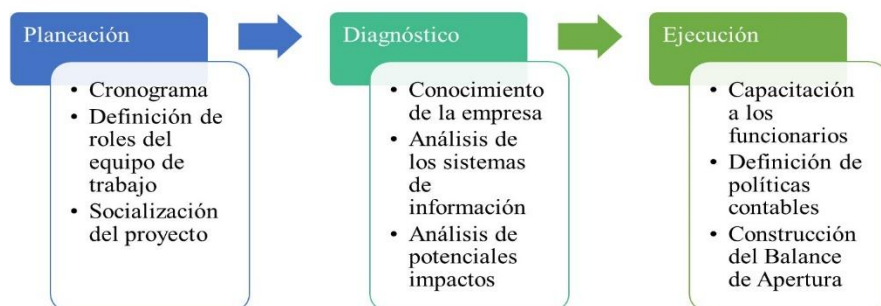 Planeación
• Cronograma
• Definición de
roles del
equipo de
trabajo
• Socialización
del proyecto
Diagnóstico
• Conocimiento
de la empresa
• Análisis de
los sistemas
de
información
• Análisis de
potenciales
impactos
Ejecución
• Capacitación
a los
funcionarios
• Definición de
políticas
contables
• Construcción
del Balance
de Apertura